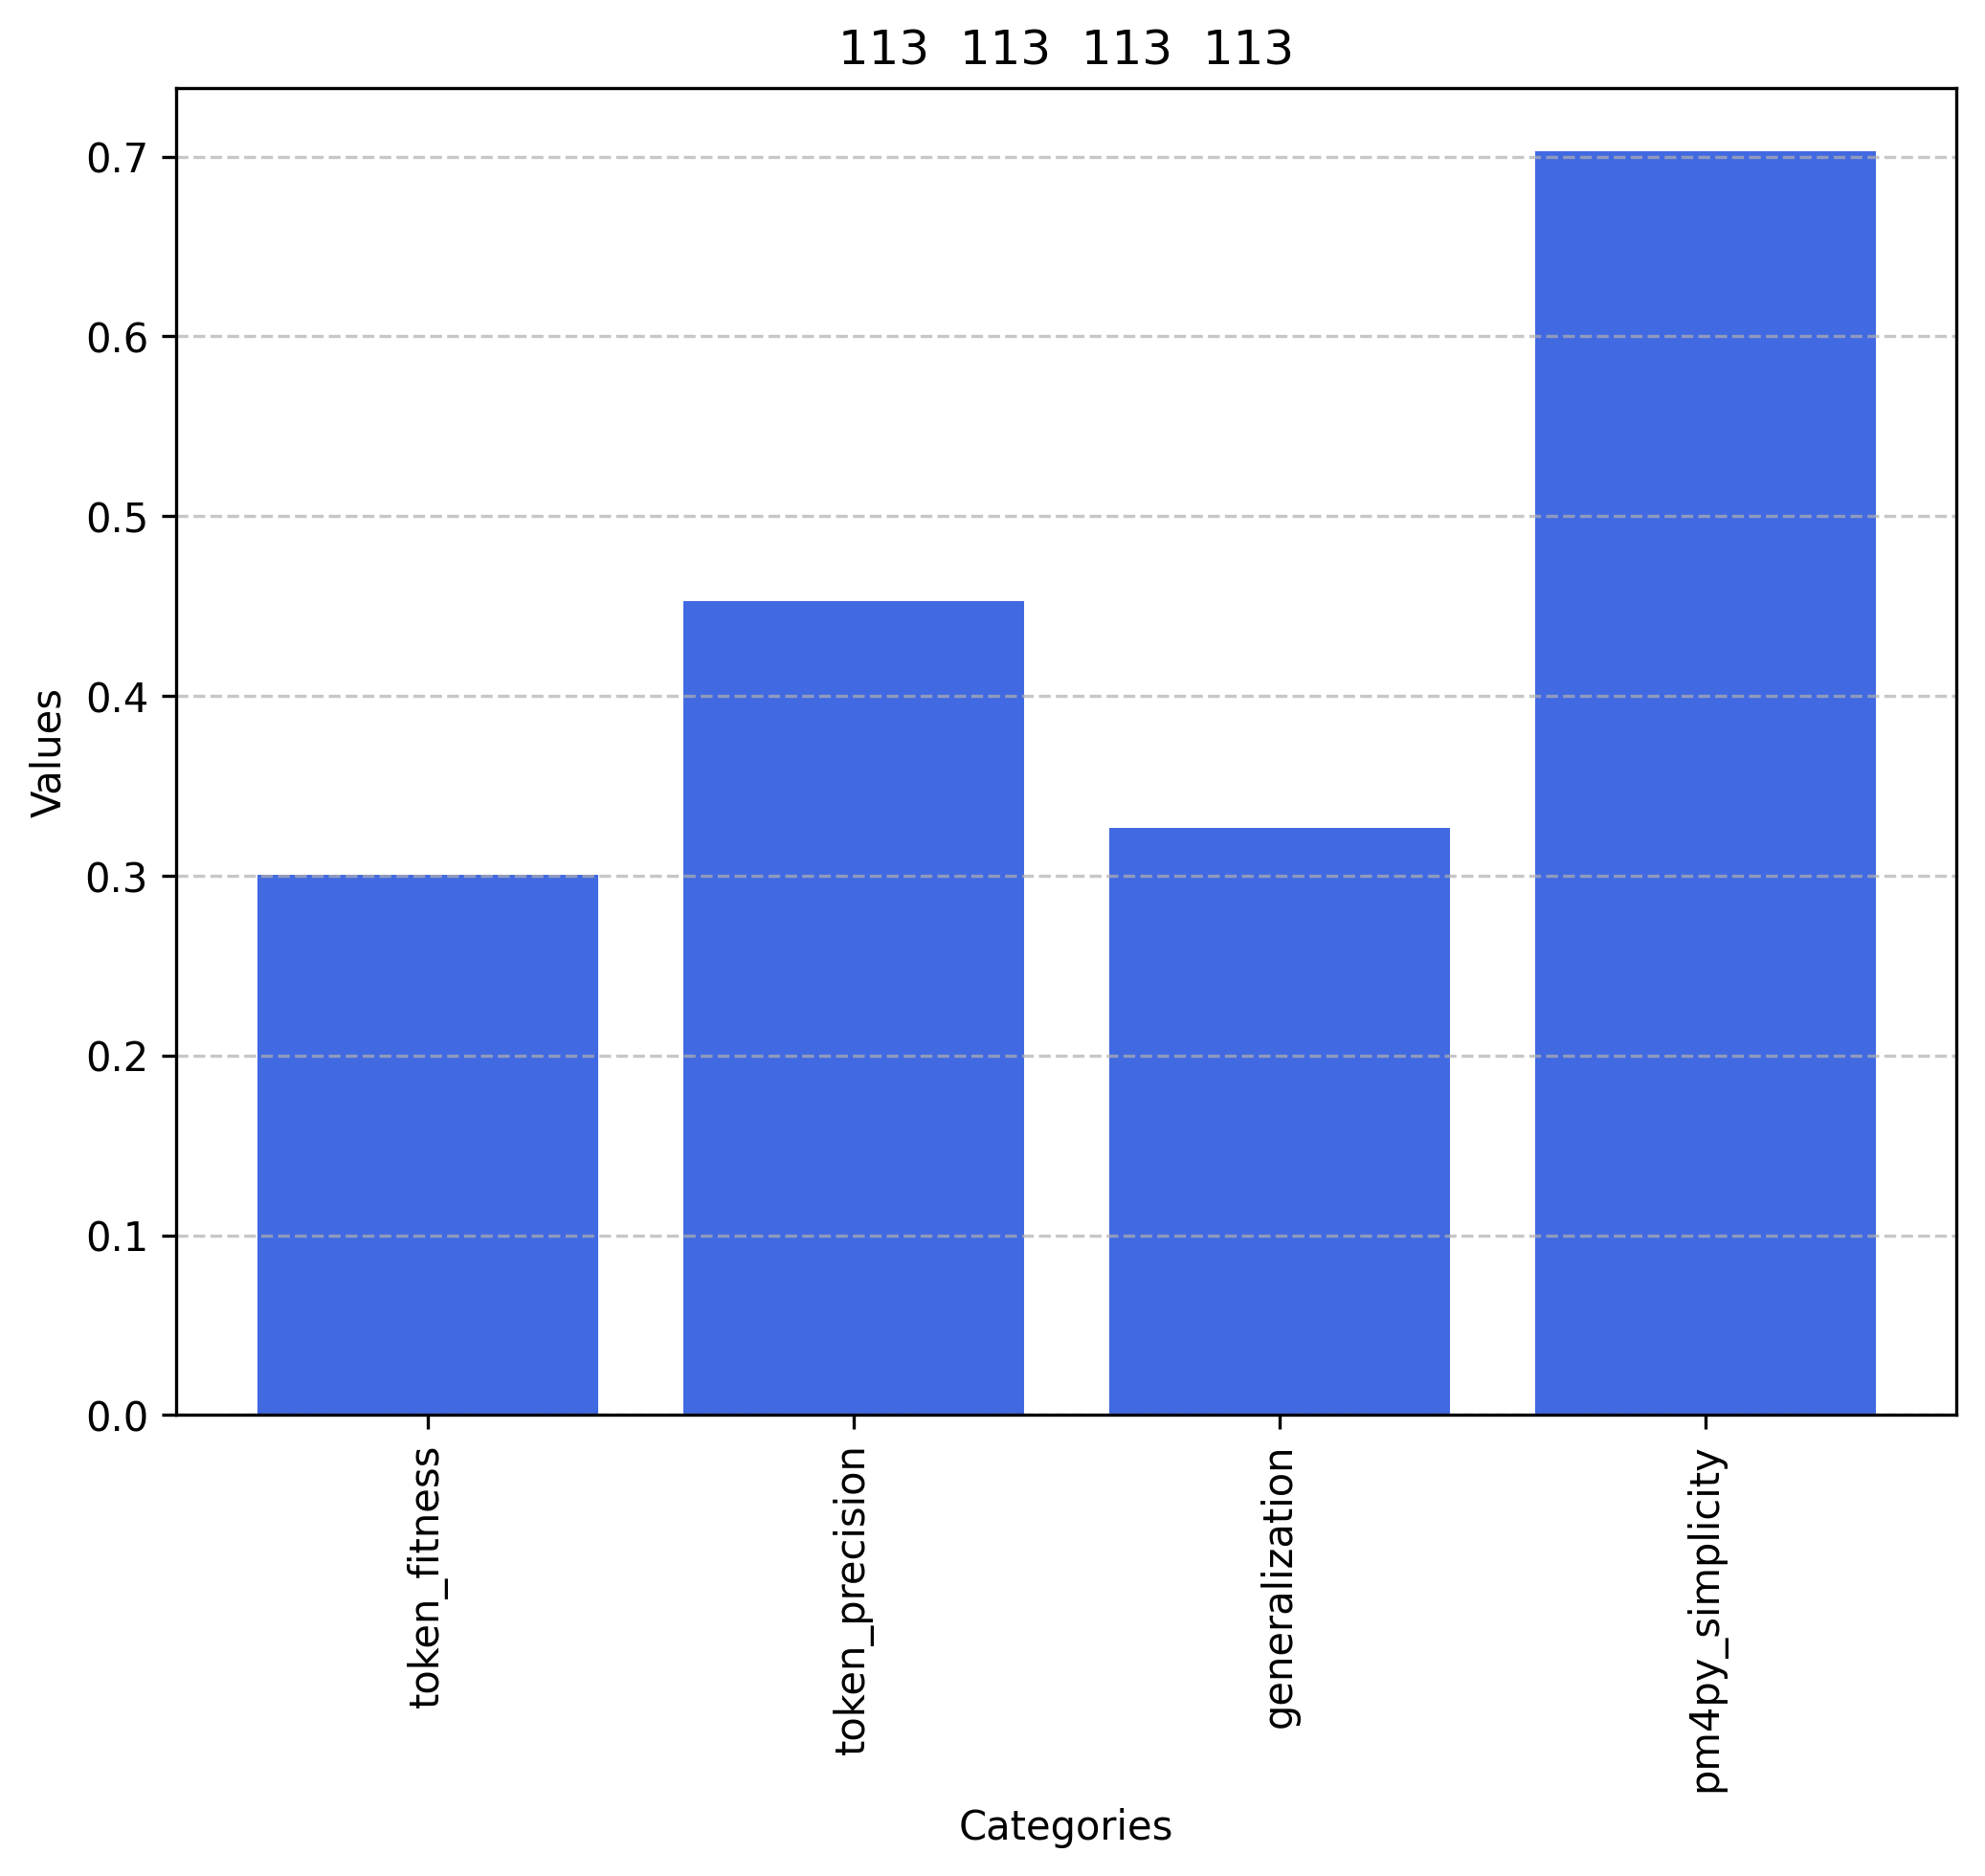 113  113  113  113
0.7
0.6
0.5
0.4
0.3
0.2
0.1
0.0
Values
token_fitness
token_precision
generalization
pm4py_simplicity
Categories